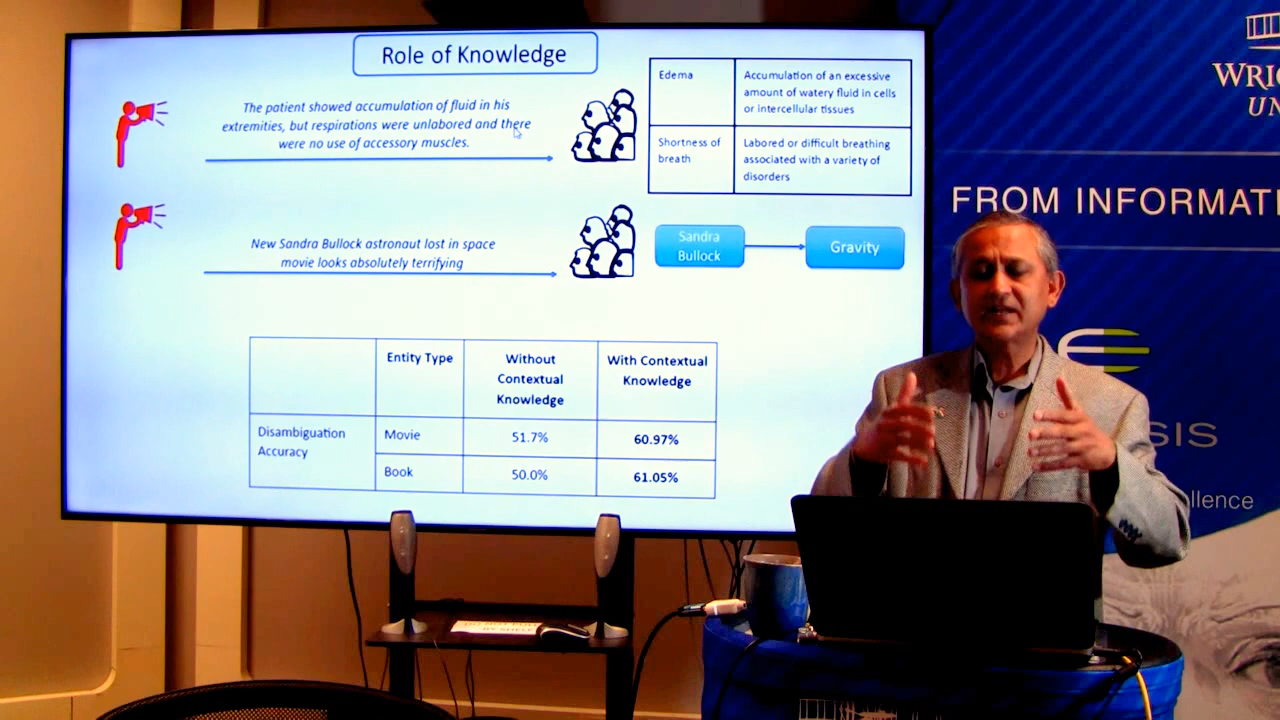 Role of Knowledge
The patient showed accumulation of fluid in his
extremities, but respirations were unlabored and there
were no use of accessory muscles.
Edema
Accumulation of an excessive
amount of watery fluid in cells
or intercellular tissues
Shortness of
breath
Labored or difficult breathing
associated with a variety of
disorders
New Sandra Bullock astronaut lost in space
movie looks absolutely terrifying
Sandra
Bullock
Gravity
Entity Type
Without
Contextual
Knowledge
With Contextual
Knowledge
Disambiguation
Accuracy
Movie
51.7%
60.97%
Book
50.0%
61.05%
WRIG
UN
FROM INFORMATI
SIS
llence